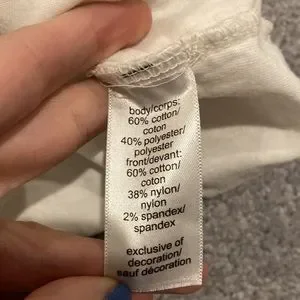 body/corps:
60% cotton/
coton
40% polyester/
polyester
front/devant:
60% cotton/
coton
38% nylon/
nylon
2% spandex/
spandex
exclusive of
decoration/
sauf décoration